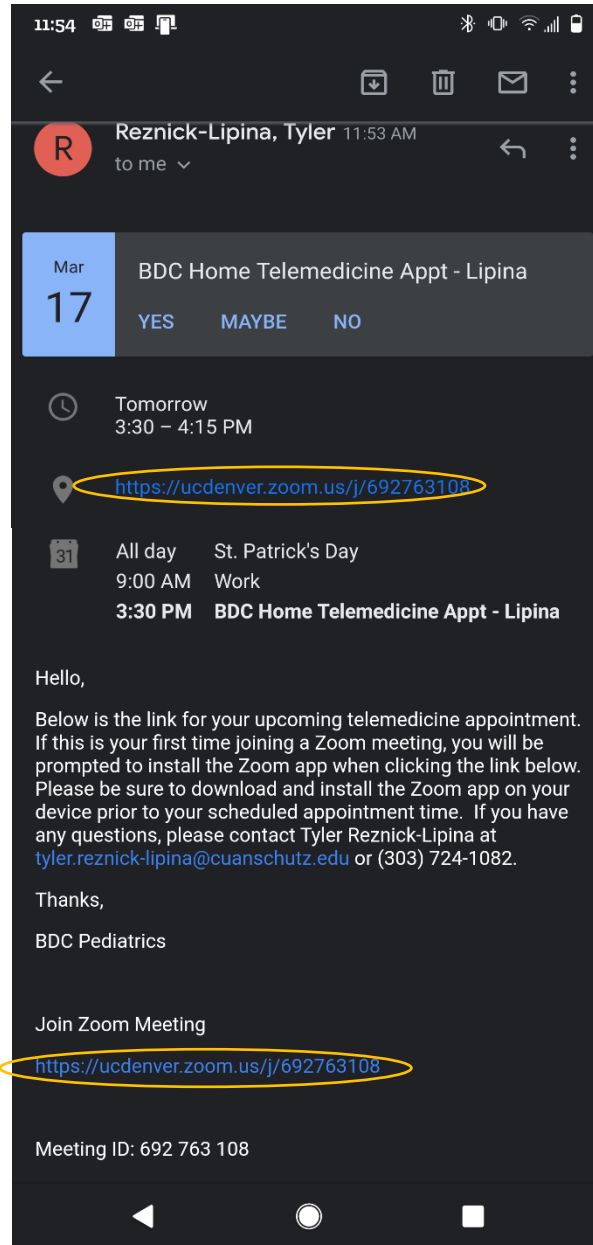 11:54
R
Reznick-Lipina, Tyler 11:53 AM
to me
Mar
17
BDC Home Telemedicine Appt - Lipina
YES MAYBE NO
Tomorrow
3:30 – 4:15 PM
https://ucdenver.zoom.us/j/692763108
31
All day St. Patrick's Day
9:00 AM Work
3:30 PM BDC Home Telemedicine Appt - Lipina
Hello,
Below is the link for your upcoming telemedicine appointment.
If this is your first time joining a Zoom meeting, you will be
prompted to install the Zoom app when clicking the link below.
Please be sure to download and install the Zoom app on your
device prior to your scheduled appointment time.  If you have
any questions, please contact Tyler Reznick-Lipina at
tyler.reznick-lipina@cuanschutz.edu or (303) 724-1082.
Thanks,
BDC Pediatrics
Join Zoom Meeting
https://ucdenver.zoom.us/j/692763108
Meeting ID: 692 763 108